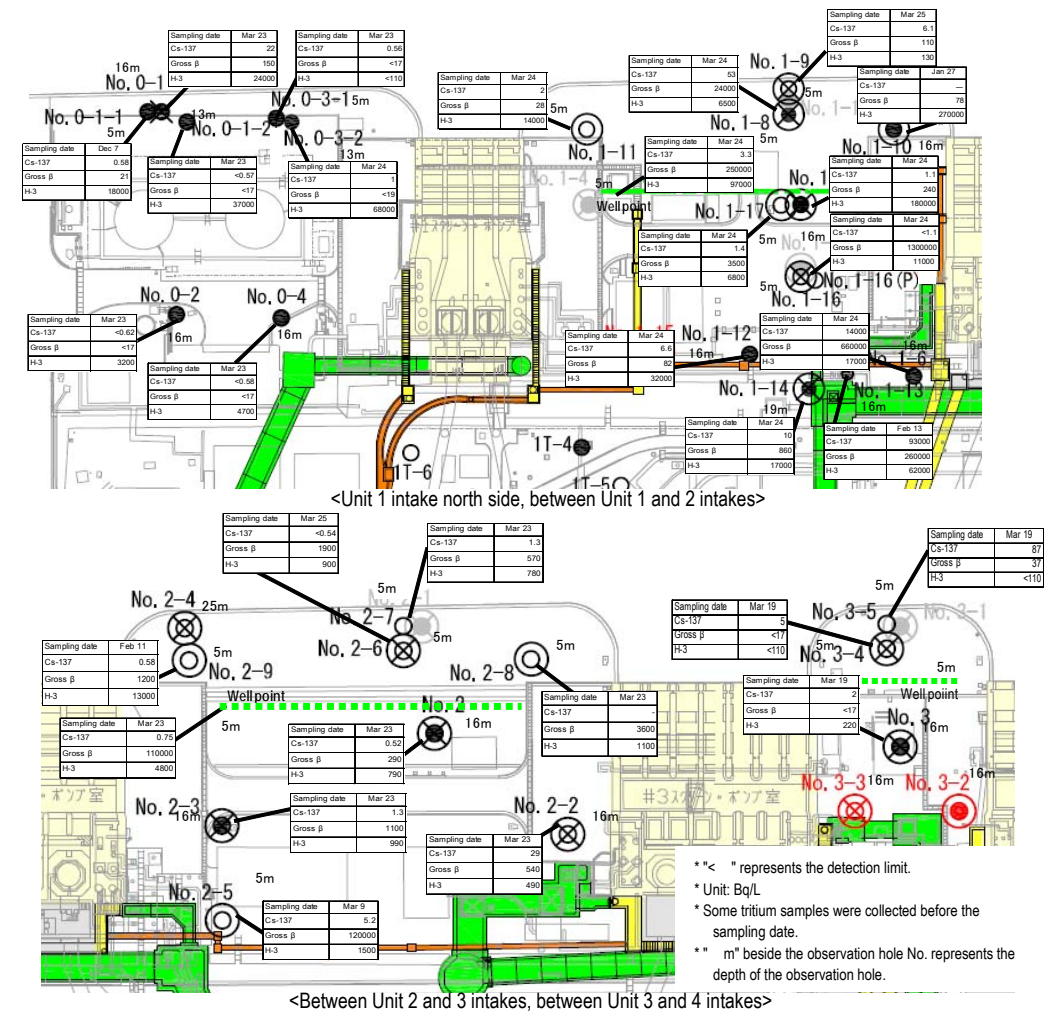 Sampling date Mar 25
Cs-137 6.1
Gross β 110
H-3 130
Sampling date Mar 23
Cs-137 22
Gross β 150
H-3 24000
Sampling date Mar 23
Cs-137 0.56
Gross β <17
H-3 <110
Sampling date Mar 24
Cs-137 53
Gross β 24000
H-3 6500
No. 1-9
5m
Sampling date Jan 27
Cs-137 —
Gross β 78
H-3 270000
16m
No. 0-1
Sampling date Mar 24
Cs-137 2
Gross β 28
H-3 14000
5m
No. 0-3-1 5m
No. 0-1-1
5m
13m
No. 0-1-2
No. 0-3-2
13m
No. 1-8
5m
No. 1-11
No. 1-10 16m
Sampling date Dec 7
Cs-137 0.58
Gross β 21
H-3 18000
Sampling date Mar 23
Cs-137 <0.57
Gross β <17
H-3 37000
Sampling date Mar 24
Cs-137 1
Gross β <19
H-3 68000
Sampling date Mar 24
Cs-137 3.3
Gross β 250000
H-3 97000
No. 1-4
5m
Wellpoint
No. 1
Sampling date Mar 24
Cs-137 1.1
Gross β 240
H-3 180000
No. 1-17
5m
16m
Sampling date Mar 24
Cs-137 1.4
Gross β 3500
H-3 6800
Sampling date Mar 24
Cs-137 <1.1
Gross β 1300000
H-3 11000
No. 1-16(P)
5m
No. 1-16
No. 0-2
16m
No. 0-4
16m
Sampling date Mar 23
Cs-137 <0.62
Gross β <17
H-3 3200
Sampling date Mar 23
Cs-137 <0.58
Gross β <17
H-3 4700
Sampling date Mar 24
Cs-137 6.6
Gross β 82
H-3 32000
No. 1-12
16m
Sampling date Mar 24
Cs-137 14000
Gross β 660000
H-3 17000
16m
No. 1-6
No. 1-14
19m
No. 1-13
16m
Sampling date Mar 24
Cs-137 10
Gross β 860
H-3 17000
Sampling date Feb 13
Cs-137 93000
Gross β 260000
H-3 62000
1T-4
1T-6
1T-5
<Unit 1 intake north side, between Unit 1 and 2 intakes>
Sampling date Mar 25
Cs-137 <0.54
Gross β 1900
H-3 900
Sampling date Mar 23
Cs-137 1.3
Gross β 570
H-3 780
Sampling date Mar 19
Cs-137 87
Gross β 37
H-3 <110
No. 2-4
25m
5m
No. 2-7
No. 2-6
5m
Sampling date Mar 19
Cs-137 5
Gross β <17
H-3 <110
5m
No. 3-5
No. 3-1
5m
No. 3-4
Sampling date Feb 11
Cs-137 0.58
Gross β 1200
H-3 13000
5m
No. 2-9
No. 2-8
5m
Wellpoint
5m
Sampling date Mar 23
Cs-137 0.75
Gross β 110000
H-3 4800
No. 2
16m
Sampling date Mar 23
Cs-137 0.52
Gross β 290
H-3 790
Sampling date Mar 23
Cs-137 -
Gross β 3600
H-3 1100
Sampling date Mar 19
Cs-137 2
Gross β <17
H-3 220
5m
Wellpoiint
No. 3
16m
No. 2-3
16m
Sampling date Mar 23
Cs-137 1.3
Gross β 1100
H-3 990
No. 2-2
16m
Sampling date Mar 23
Cs-137 29
Gross β 540
H-3 490
No. 3-3 16m
No. 3-2
16m
5m
No. 2-5
Sampling date Mar 9
Cs-137 5.2
Gross β 120000
H-3 1500
* "< " represents the detection limit.
* Unit: Bq/L
* Some tritium samples were collected before the
sampling date.
* " m" beside the observation hole No. represents the
depth of the observation hole.
<Between Unit 2 and 3 intakes, between Unit 3 and 4 intakes>